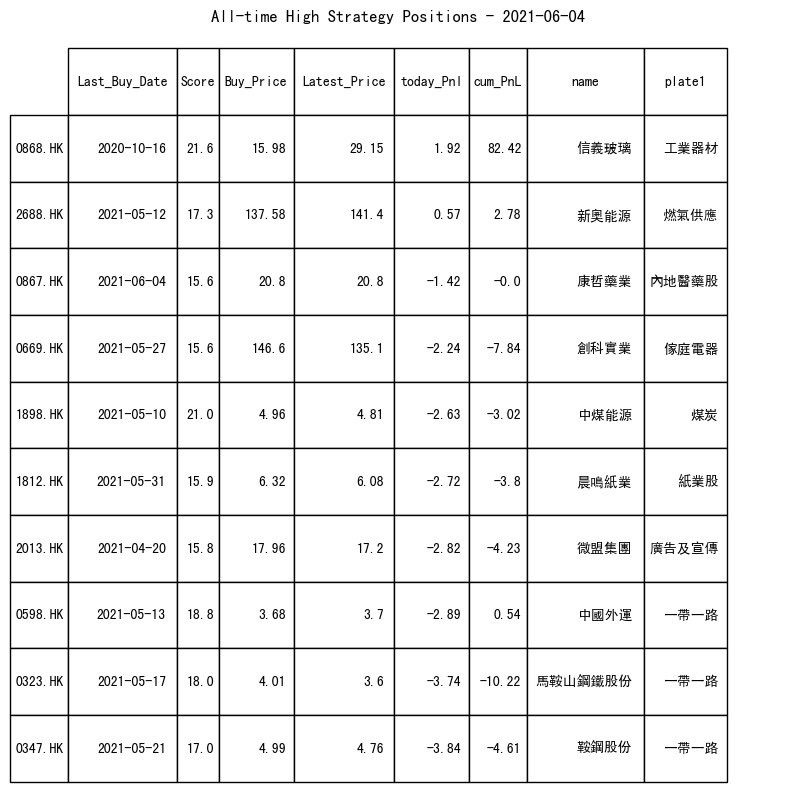 All-time High Strategy Positions - 2021-06-04
Last_Buy_Date Score Buy_Price Latest_Price today_Pnl cum_PnL name plate1
0868.HK 2020-10-16 21.6 15.98 29.15 1.92 82.42 信義玻璃 工業器材
2688.HK 2021-05-12 17.3 137.58 141.4 0.57 2.78 新奧能源 燃氣供應
0867.HK 2021-06-04 15.6 20.8 20.8 -1.42 -0.0 康哲藥業 內地醫藥股
0669.HK 2021-05-27 15.6 146.6 135.1 -2.24 -7.84 創科實業 傢庭電器
1898.HK 2021-05-10 21.0 4.96 4.81 -2.63 -3.02 中煤能源 煤炭
1812.HK 2021-05-31 15.9 6.32 6.08 -2.72 -3.8 晨鳴紙業 紙業股
2013.HK 2021-04-20 15.8 17.96 17.2 -2.82 -4.23 微盟集團 廣告及宣傳
0598.HK 2021-05-13 18.8 3.68 3.7 -2.89 0.54 中國外運 一帶一路
0323.HK 2021-05-17 18.0 4.01 3.6 -3.74 -10.22 馬鞍山鋼鐵股份 一帶一路
0347.HK 2021-05-21 17.0 4.99 4.76 -3.84 -4.61 鞍鋼股份 一帶一路